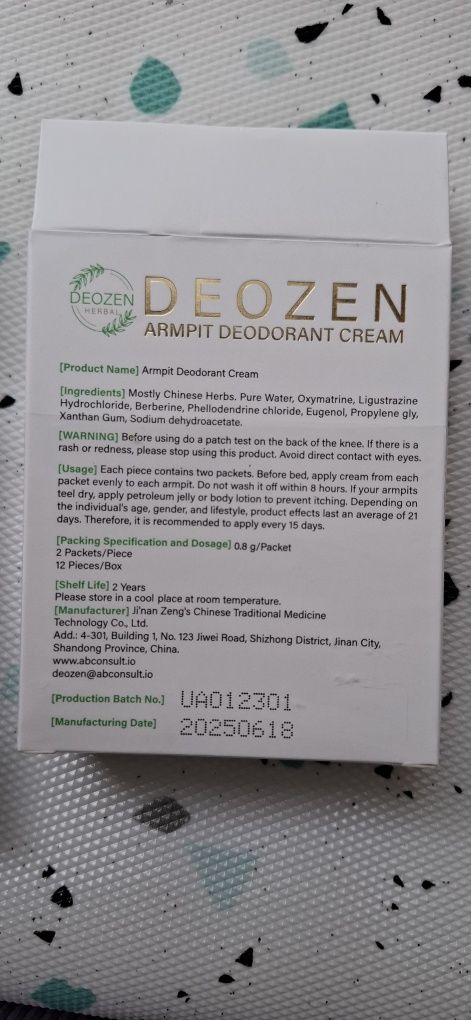 DEOZEN
HERBAL
DEOZEN
ARMPIT DEODORANT CREAM
[Product Name] Armpit Deodorant Cream
[Ingredients] Mostly Chinese Herbs. Pure Water, Oxymatrine, Ligustrazine
Hydrochloride, Berberine, Phellodendrine chloride, Eugenol, Propylene gly,
Xanthan Gum, Sodium dehydroacetate.
[WARNING] Before using do a patch test on the back of the knee. If there is a
rash or redness, please stop using this product. Avoid direct contact with eyes.
[Usage] Each piece contains two packets. Before bed, apply cream from each
packet evenly to each armpit. Do not wash it off within 8 hours. If your armpits
teel dry, apply petroleum jelly or body lotion to prevent itching. Depending on
the individual's age, gender, and lifestyle, product effects last an average of 21
days. Therefore, it is recommended to apply every 15 days.
[Packing Specification and Dosage] 0.8 g/Packet
2 Packets/Piece
12 Pieces/Box
[Shelf Life] 2 Years
Please store in a cool place at room temperature.
[Manufacturer] Ji'nan Zeng's Chinese Traditional Medicine
Technology Co., Ltd.
Add.: 4-301, Building 1, No. 123 Jiwei Road, Shizhong District, Jinan City,
Shandong Province, China.
www.abconsult.io
deozen@abconsult.io
[Production Batch No.] UA012301
[Manufacturing Date] 20250618